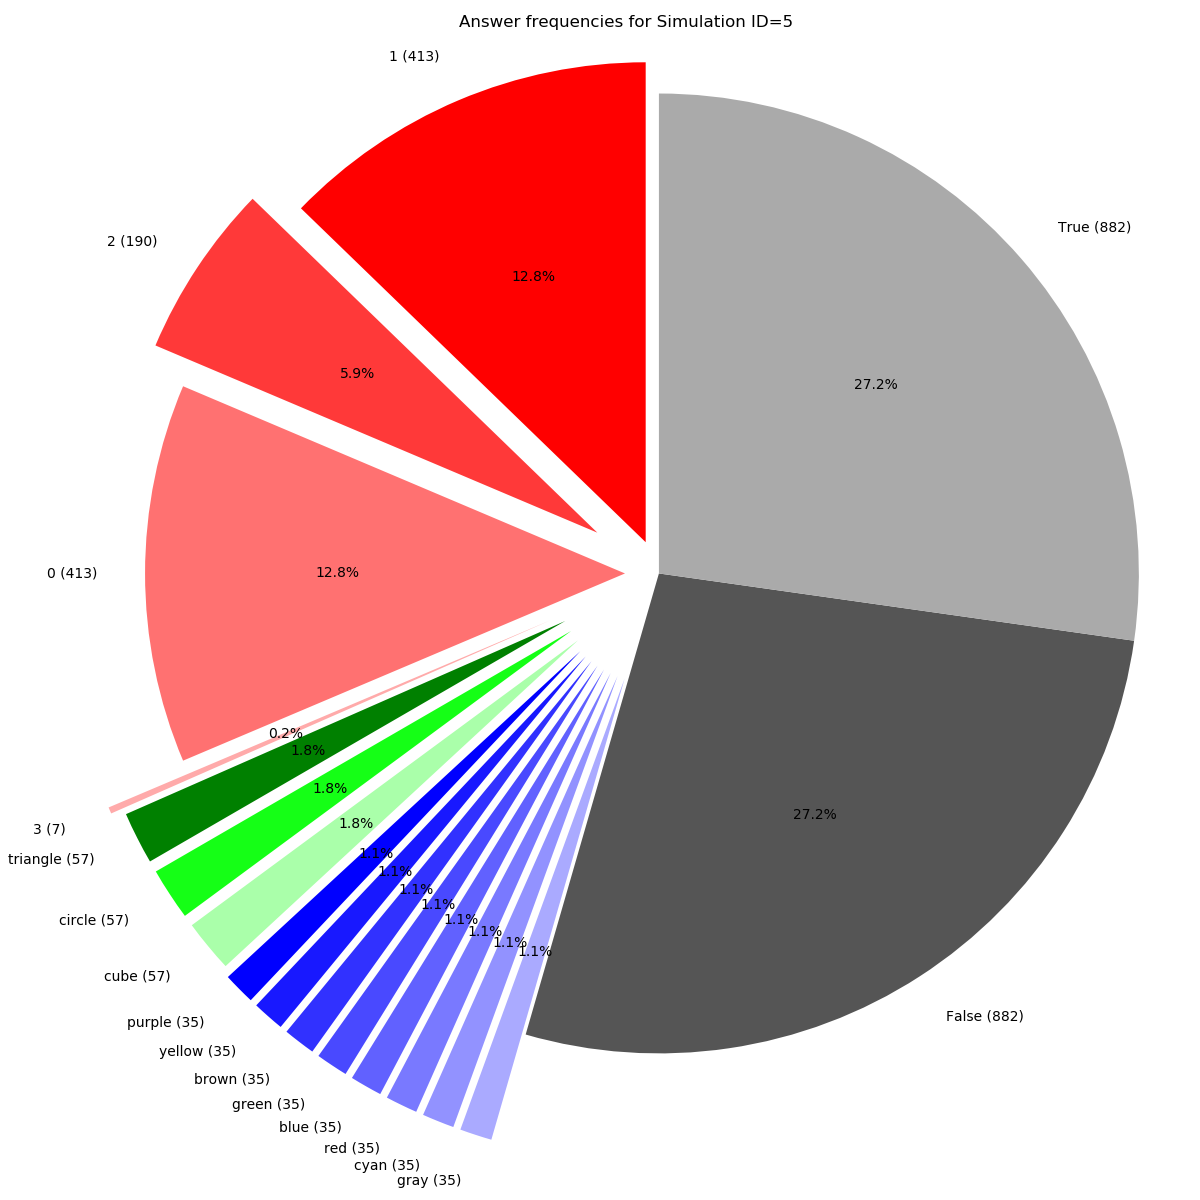 Answer frequencies for Simulation ID=5
1 (413)
True (882)
2 (190)
12.8%
5.9%
27.2%
0 (413)
12.8%
0.2%
1.8%
1.8%
1.8%
27.2%
3 (7)
triangle (57)
1.1%
1.1%
1.1%
1.1%
1.1%
1.1%
1.1%
1.1%
circle (57)
cube (57)
purple (35)
False (882)
yellow (35)
brown (35)
green (35)
blue (35)
red (35)
cyan (35)
gray (35)